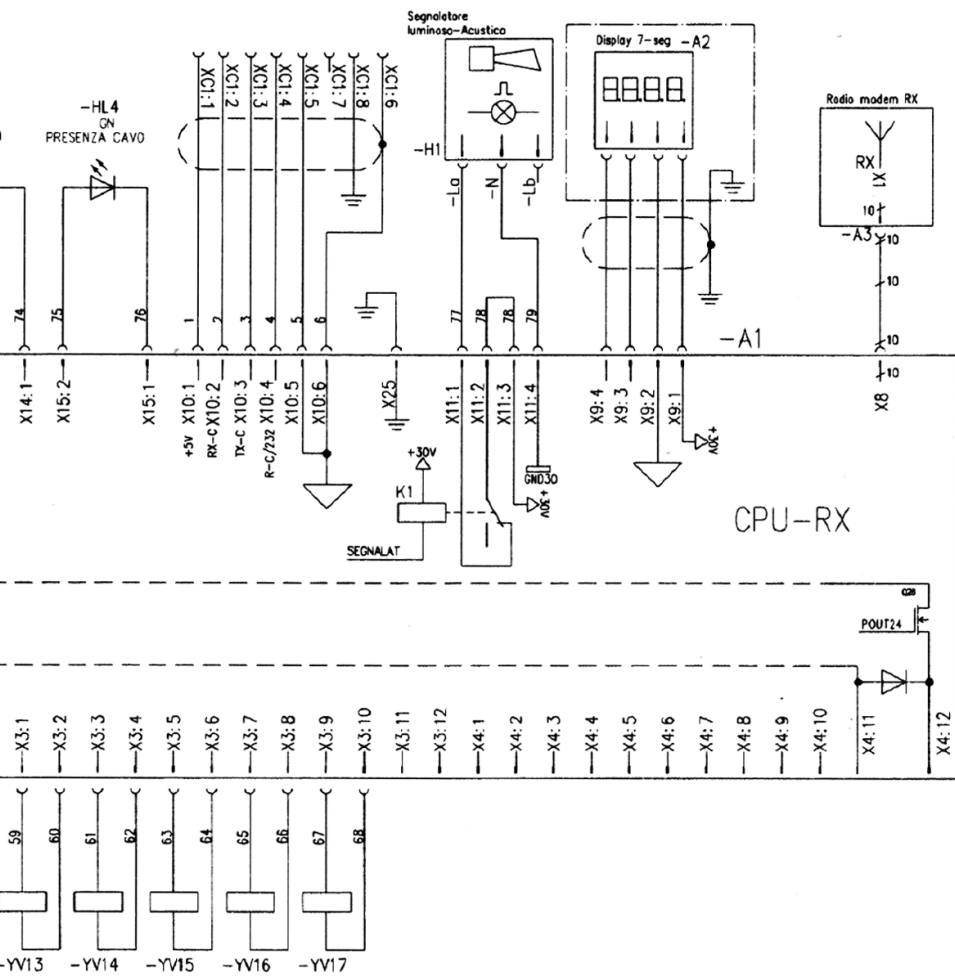 Segnalatore
luminoso-Acustico
Display 7-seg -A2
Radio modem RX
-HL4
GN
PRESENZA CAVO
XC1:1
XC1:2
XC1:3
XC1:4
XC1:5
XC1:7
XC1:8
XC1:6
-H1
-La
-N
-Lb
RX
X1
10
-A3
10
10
10
10
74
75
76
1
2
3
4
5
6
77
78
78
79
-A1
X14:1
X15:2
X15:1
X10:1
X10:2
X10:3
X10:4
X10:5
X10:6
X25
X11:1
X11:2
X11:3
X11:4
X9:4
X9:3
X9:2
X9:1
X8
+5V
RX-C
TX-C
R-C/232
+30V
GND30
+30V
+30V
K1
SEGNALAT
CPU-RX
Q28
POUT24
X3:1
X3:2
X3:3
X3:4
X3:5
X3:6
X3:7
X3:8
X3:9
X3:10
X3:11
X3:12
X4:1
X4:2
X4:3
X4:4
X4:5
X4:6
X4:7
X4:8
X4:9
X4:10
X4:11
X4:12
59
60
61
62
63
64
65
66
67
68
-YV13
-YV14
-YV15
-YV16
-YV17